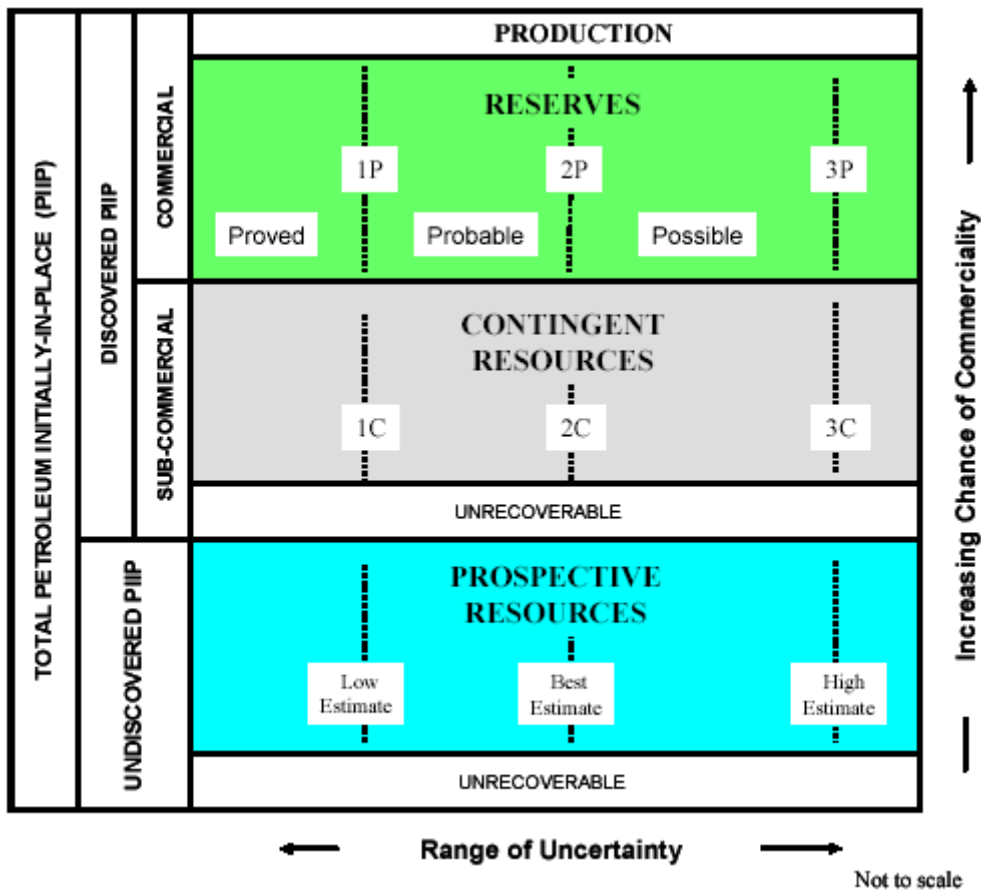 TOTAL PETROLEUM INITIALLY-IN-PLACE (PIIP)
DISCOVERED PIIP
UNDISCOVERED PIIP
COMMERCIAL
SUB-COMMERCIAL
PRODUCTION
RESERVES
1P
2P
3P
Proved
Probable
Possible
CONTINGENT
RESOURCES
1C
2C
3C
UNRECOVERABLE
PROSPECTIVE
RESOURCES
Low
Estimate
Best
Estimate
High
Estimate
UNRECOVERABLE
Increasing Chance of Commerciality
Range of Uncertainty
Not to scale